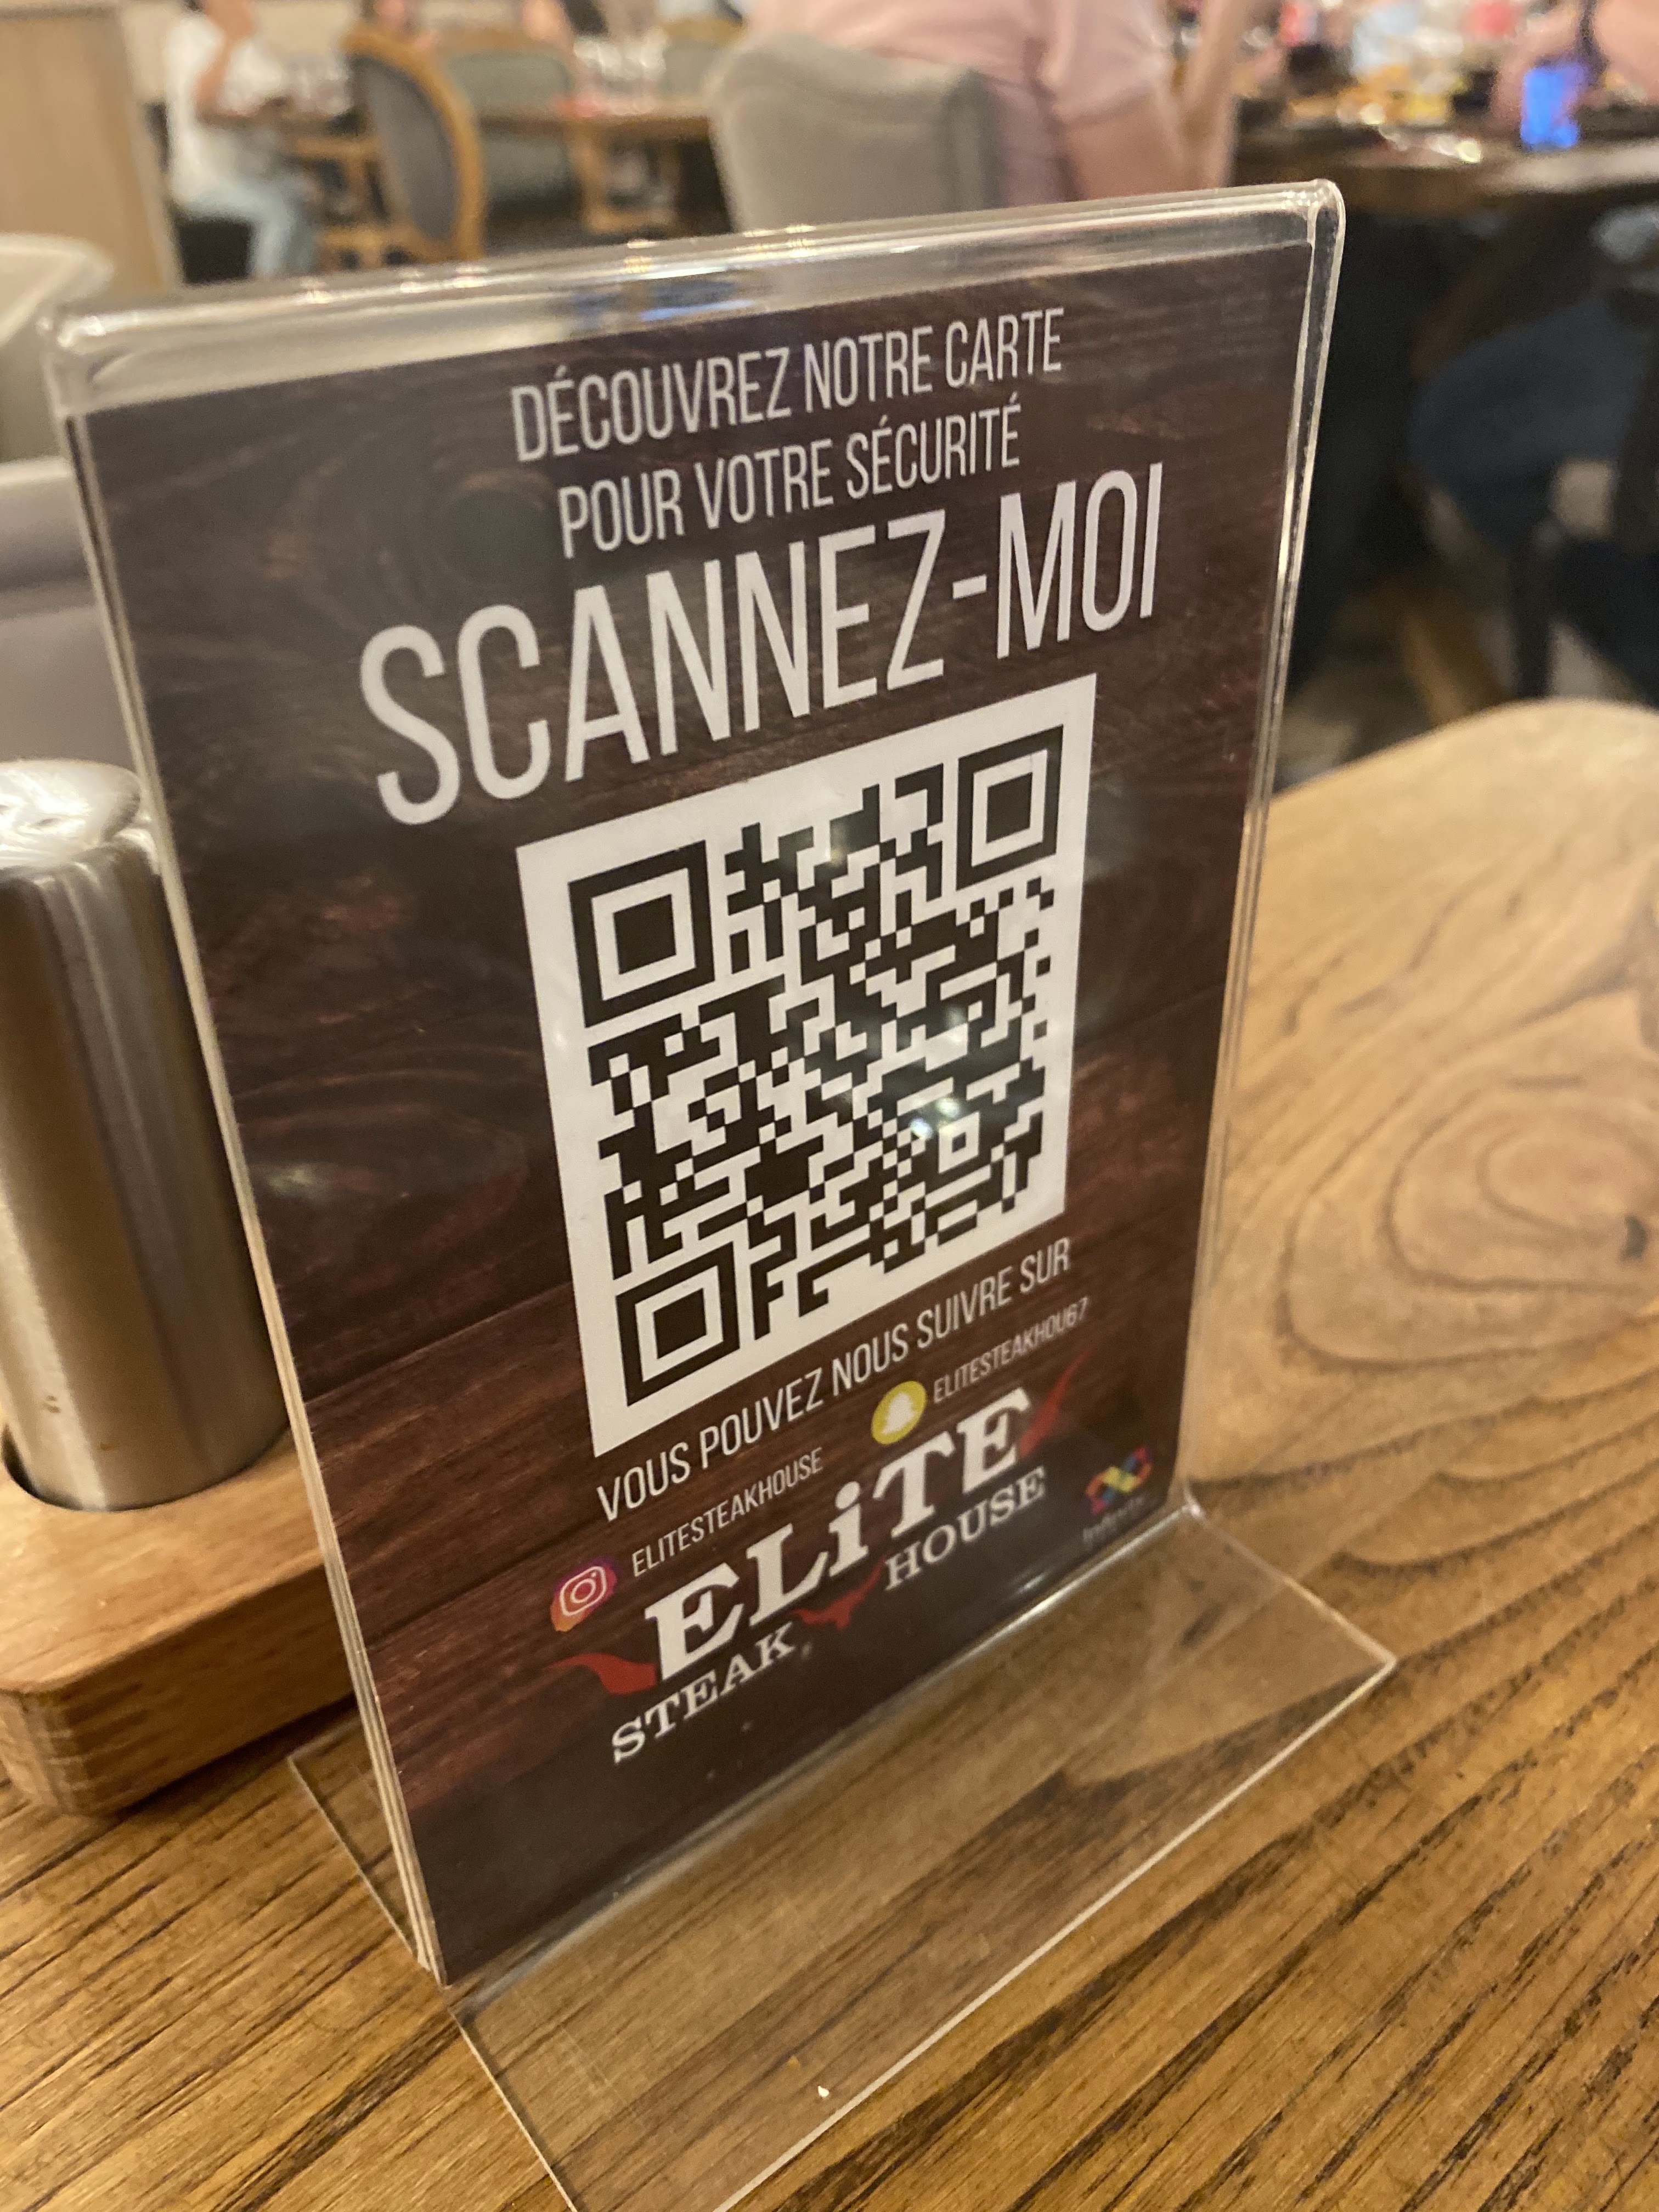 DÉCOUVREZ NOTRE CARTE
POUR VOTRE SÉCURITÉ
SCANNEZ-MOI
VOUS POUVEZ NOUS SUIVRE SUR
ELITESTEAKHOUSE ELITESTEAKHOU67
ELiTE
STEAK HOUSE